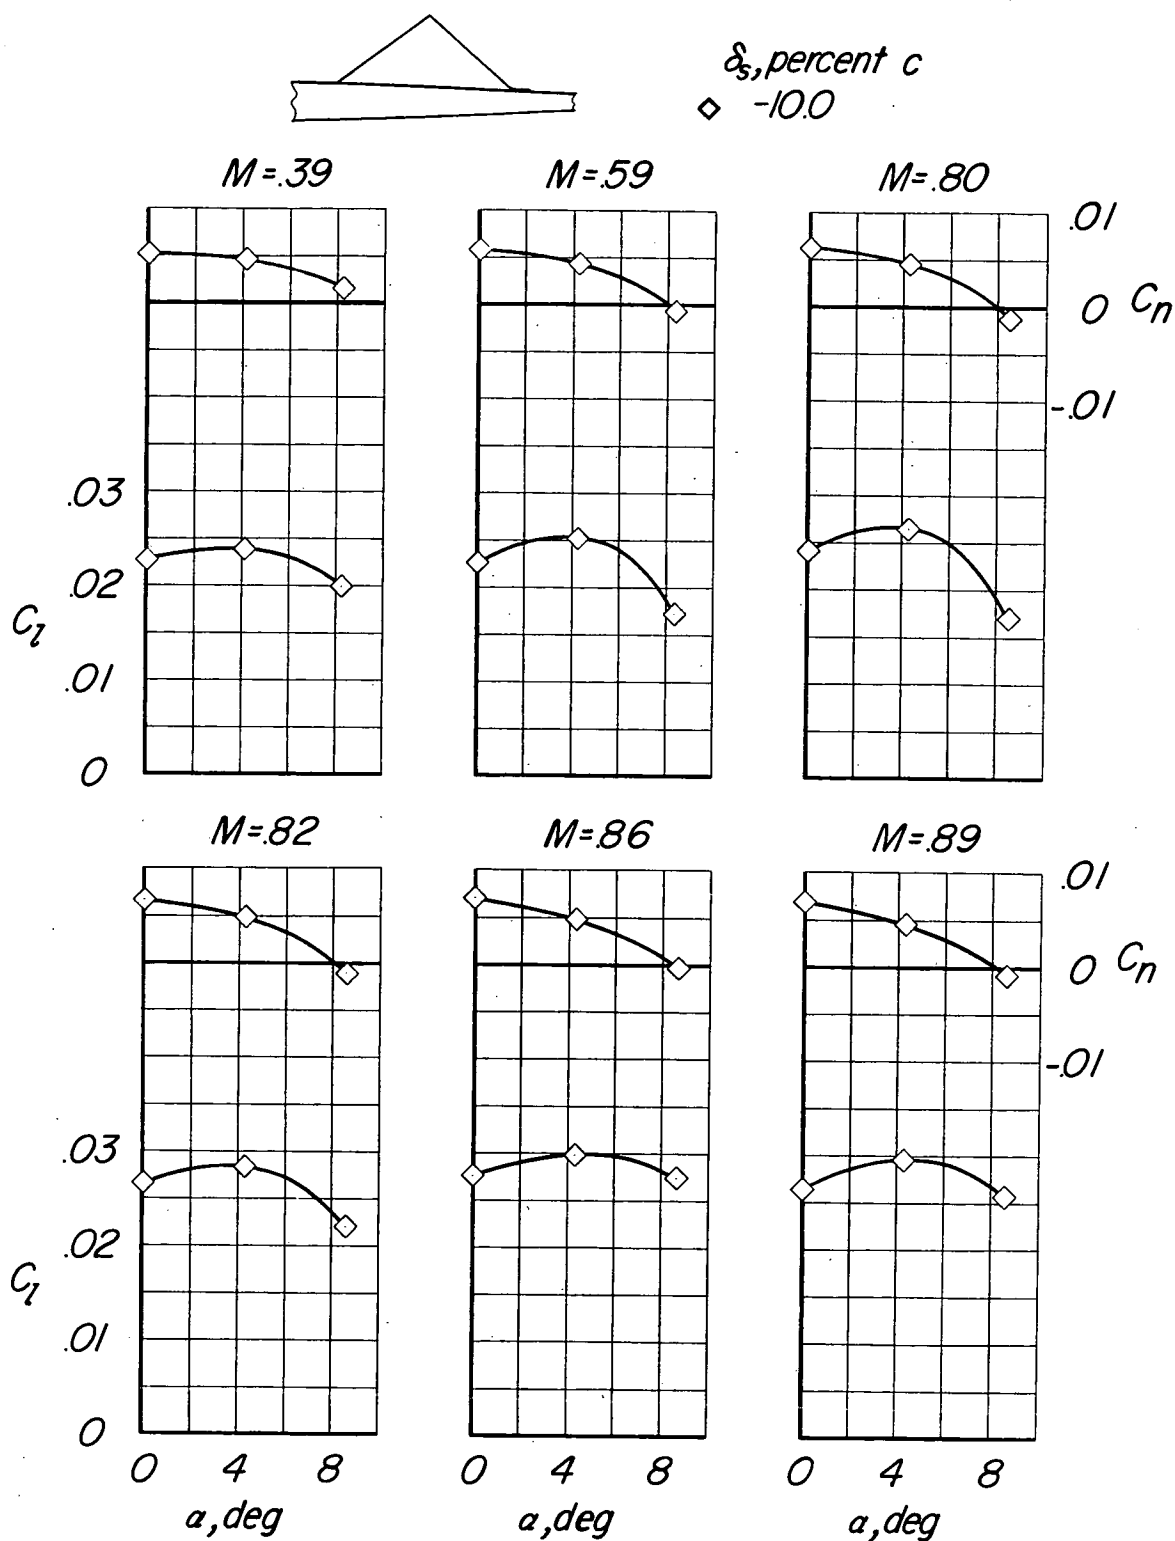 δs, percent c
◇ -10.0
M=.39 M=.59 M=.80
.01
0 Cn
-.01
.03
.02
Cl
.01
0
M=.82 M=.86 M=.89
.01
0 Cn
-.01
.03
.02
Cl
.01
0
0 4 8 0 4 8 0 4 8
α, deg α, deg α, deg